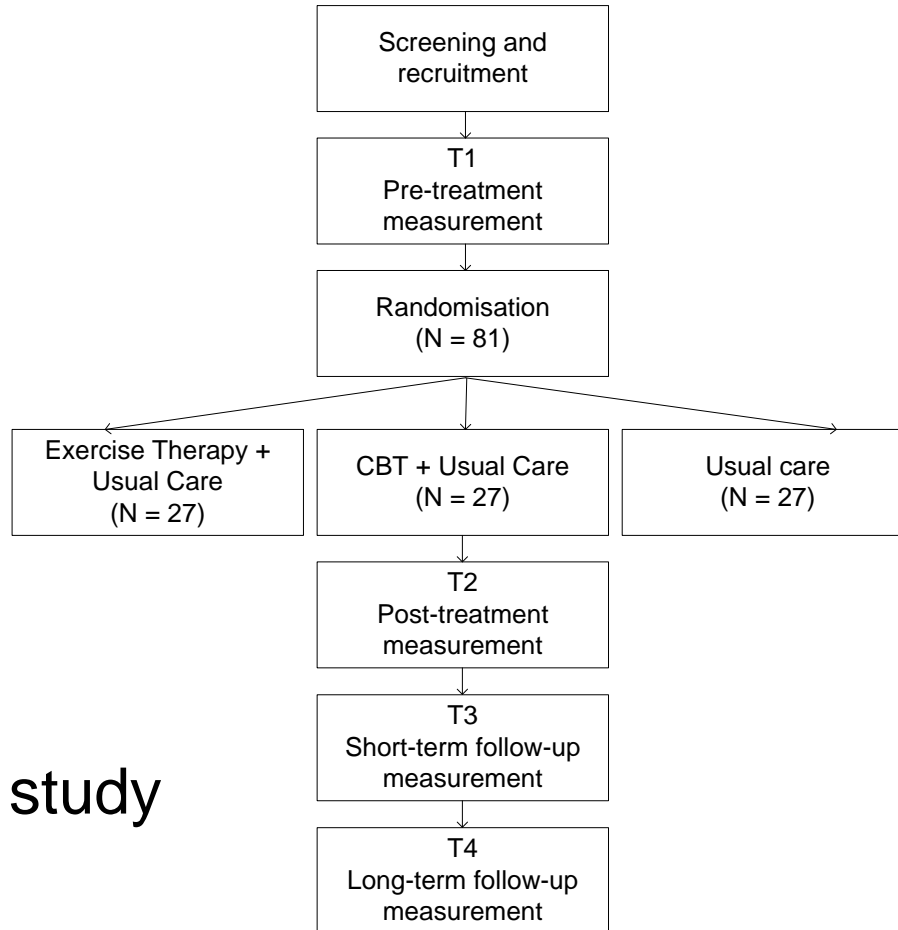 Screening and
recruitment
T1
Pre-treatment
measurement
Randomisation
(N = 81)
Exercise Therapy +
Usual Care
(N = 27)
CBT + Usual Care
(N = 27)
Usual care
(N = 27)
T2
Post-treatment
measurement
T3
Short-term follow-up
measurement
study
T4
Long-term follow-up
measurement